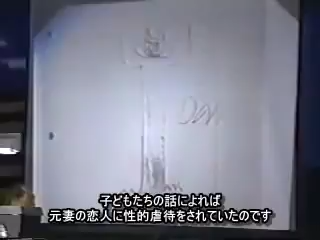 子どもたちの話によれば
元妻の恋人に性的虐待をされていたのです